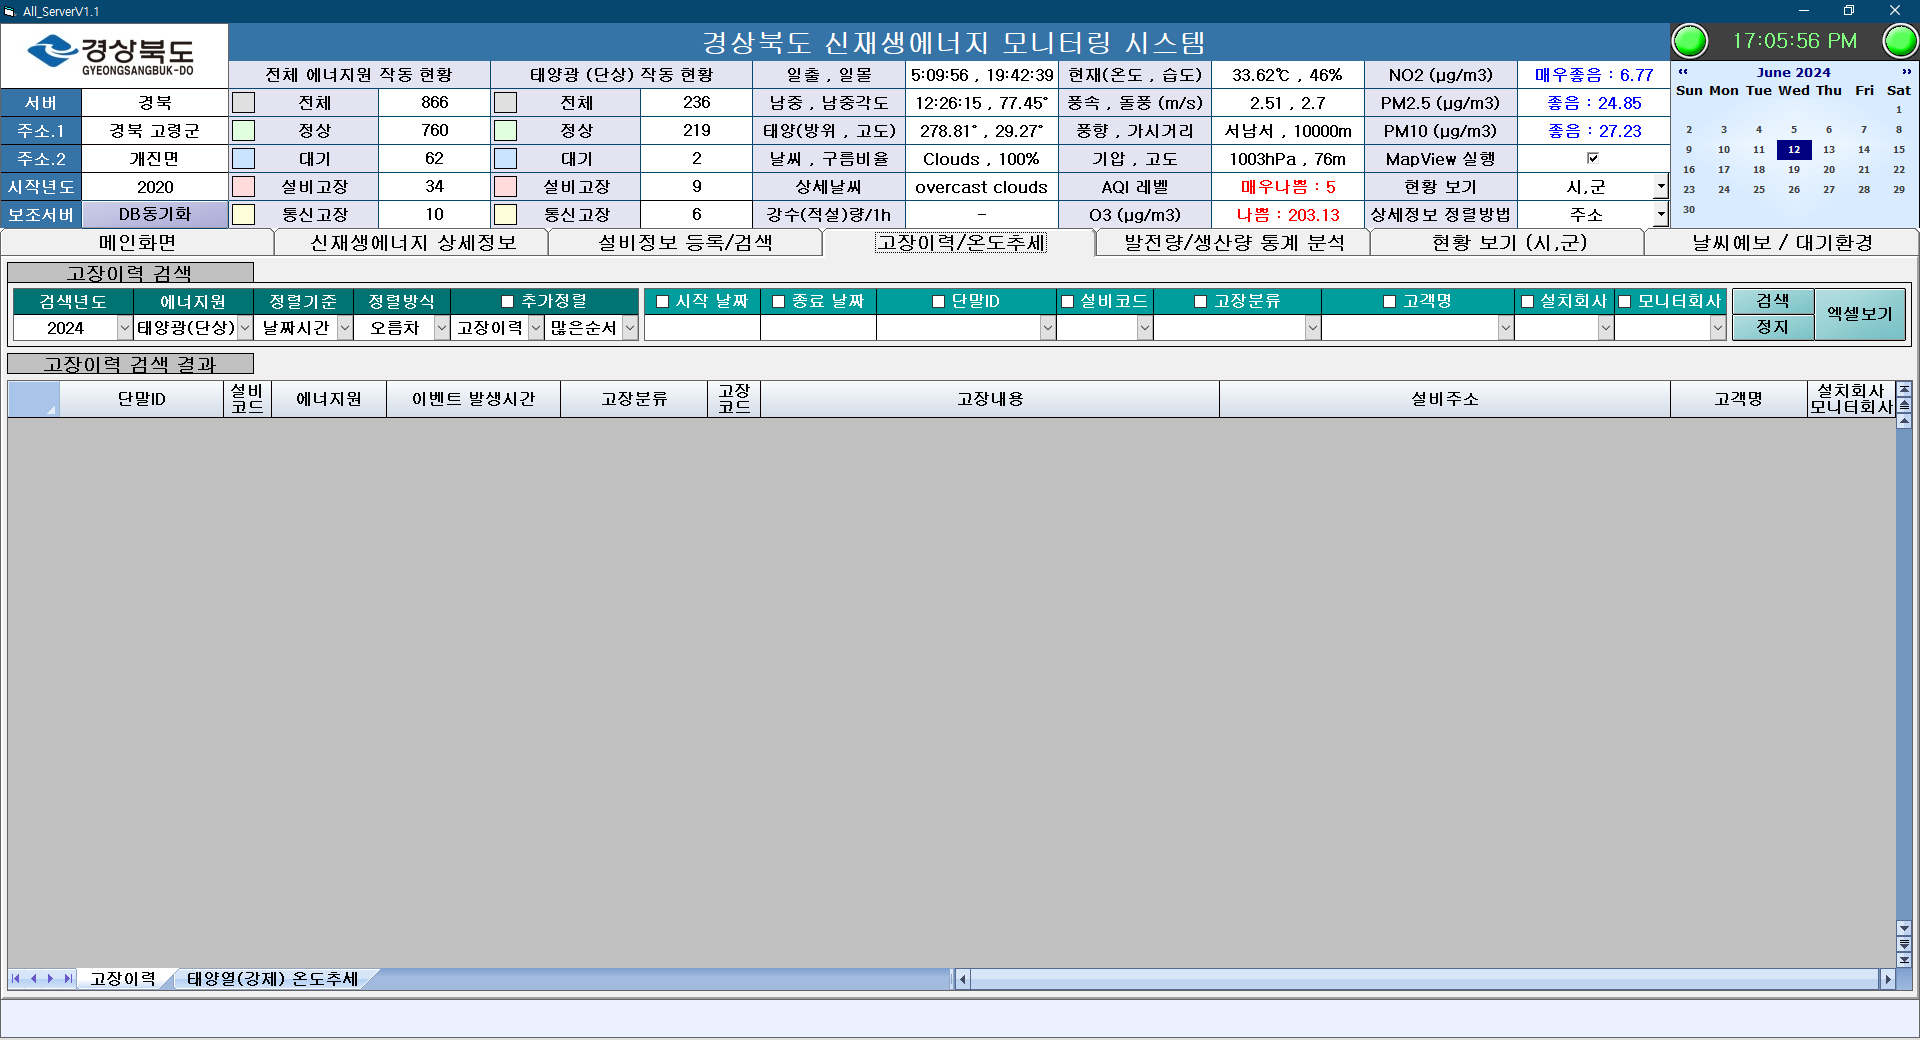 All_ServerV1.1
경상북도
GYEONGSANGBUK-DO
경상북도 신재생에너지 모니터링 시스템
17:05:56 PM
전체 에너지원 작동 현황 태양광 (단상) 작동 현황 일출 , 일몰 5:09:56 , 19:42:39 현재(온도 , 습도) 33.62℃ , 46% NO2 (µg/m3) 매우좋음 : 6.77
서버 경북 전체 866 전체 236 남중 , 남중각도 12:26:15 , 77.45° 풍속 , 돌풍 (m/s) 2.51 , 2.7 PM2.5 (µg/m3) 좋음 : 24.85
주소.1 경북 고령군 정상 760 정상 219 태양(방위 , 고도) 278.81° , 29.27° 풍향 , 가시거리 서남서 , 10000m PM10 (µg/m3) 좋음 : 27.23
주소.2 개진면 대기 62 대기 2 날씨 , 구름비율 Clouds , 100% 기압 , 고도 1003hPa , 76m MapView 실행
시작년도 2020 설비고장 34 설비고장 9 상세날씨 overcast clouds AQI 레벨 매우나쁨 : 5 현황 보기 시,군
보조서버 DB동기화 통신고장 10 통신고장 6 강수(적설)량/1h - O3 (µg/m3) 나쁨 : 203.13 상세정보 정렬방법 주소
‹‹ June 2024 ››
Sun Mon Tue Wed Thu Fri Sat
1
2 3 4 5 6 7 8
9 10 11 12 13 14 15
16 17 18 19 20 21 22
23 24 25 26 27 28 29
30
메인화면 신재생에너지 상세정보 설비정보 등록/검색 고장이력/온도추세 발전량/생산량 통계 분석 현황 보기 (시,군) 날씨예보 / 대기환경
고장이력 검색
검색년도 에너지원 정렬기준 정렬방식 추가정렬 시작 날짜 종료 날짜 단말ID 설비코드 고장분류 고객명 설치회사 모니터회사 검색 엑셀보기
2024 태양광(단상) 날짜시간 오름차 고장이력 많은순서 정지
고장이력 검색 결과
단말ID 설비 코드 에너지원 이벤트 발생시간 고장분류 고장 코드 고장내용 설비주소 고객명 설치회사 모니터회사
고장이력 태양열(강제) 온도추세